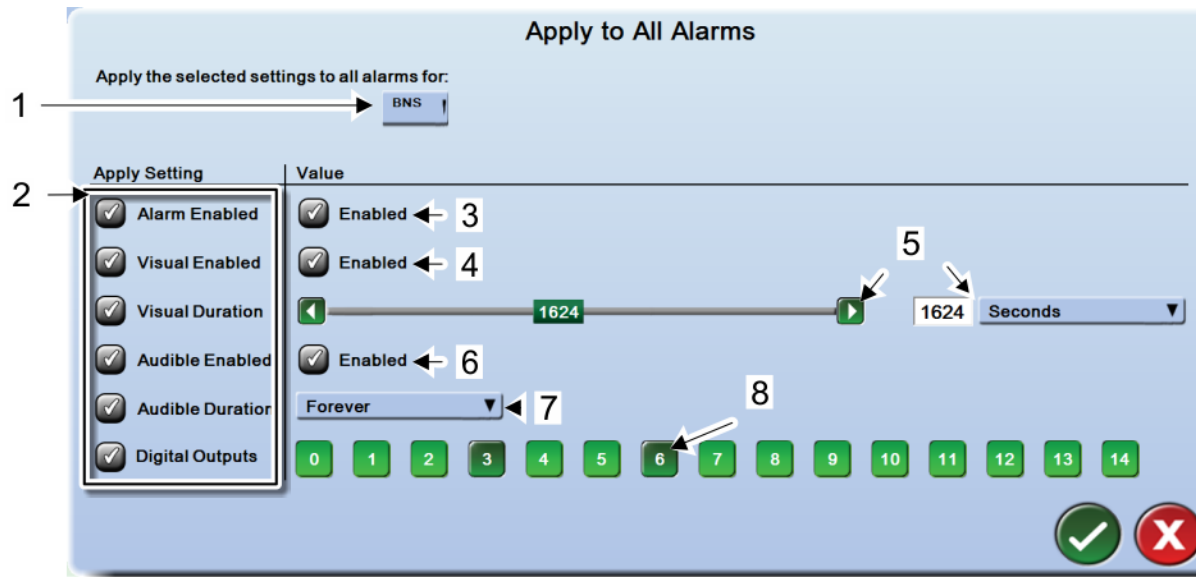 Apply to All Alarms
Apply the selected settings to all alarms for:
1
BNS
Apply Setting Value
2
Alarm Enabled Enabled 3
Visual Enabled Enabled 4
5
Visual Duration 1624 1624 Seconds
Audible Enabled Enabled 6
Audible Duration Forever 7
8
Digital Outputs 0 1 2 3 4 5 6 7 8 9 10 11 12 13 14